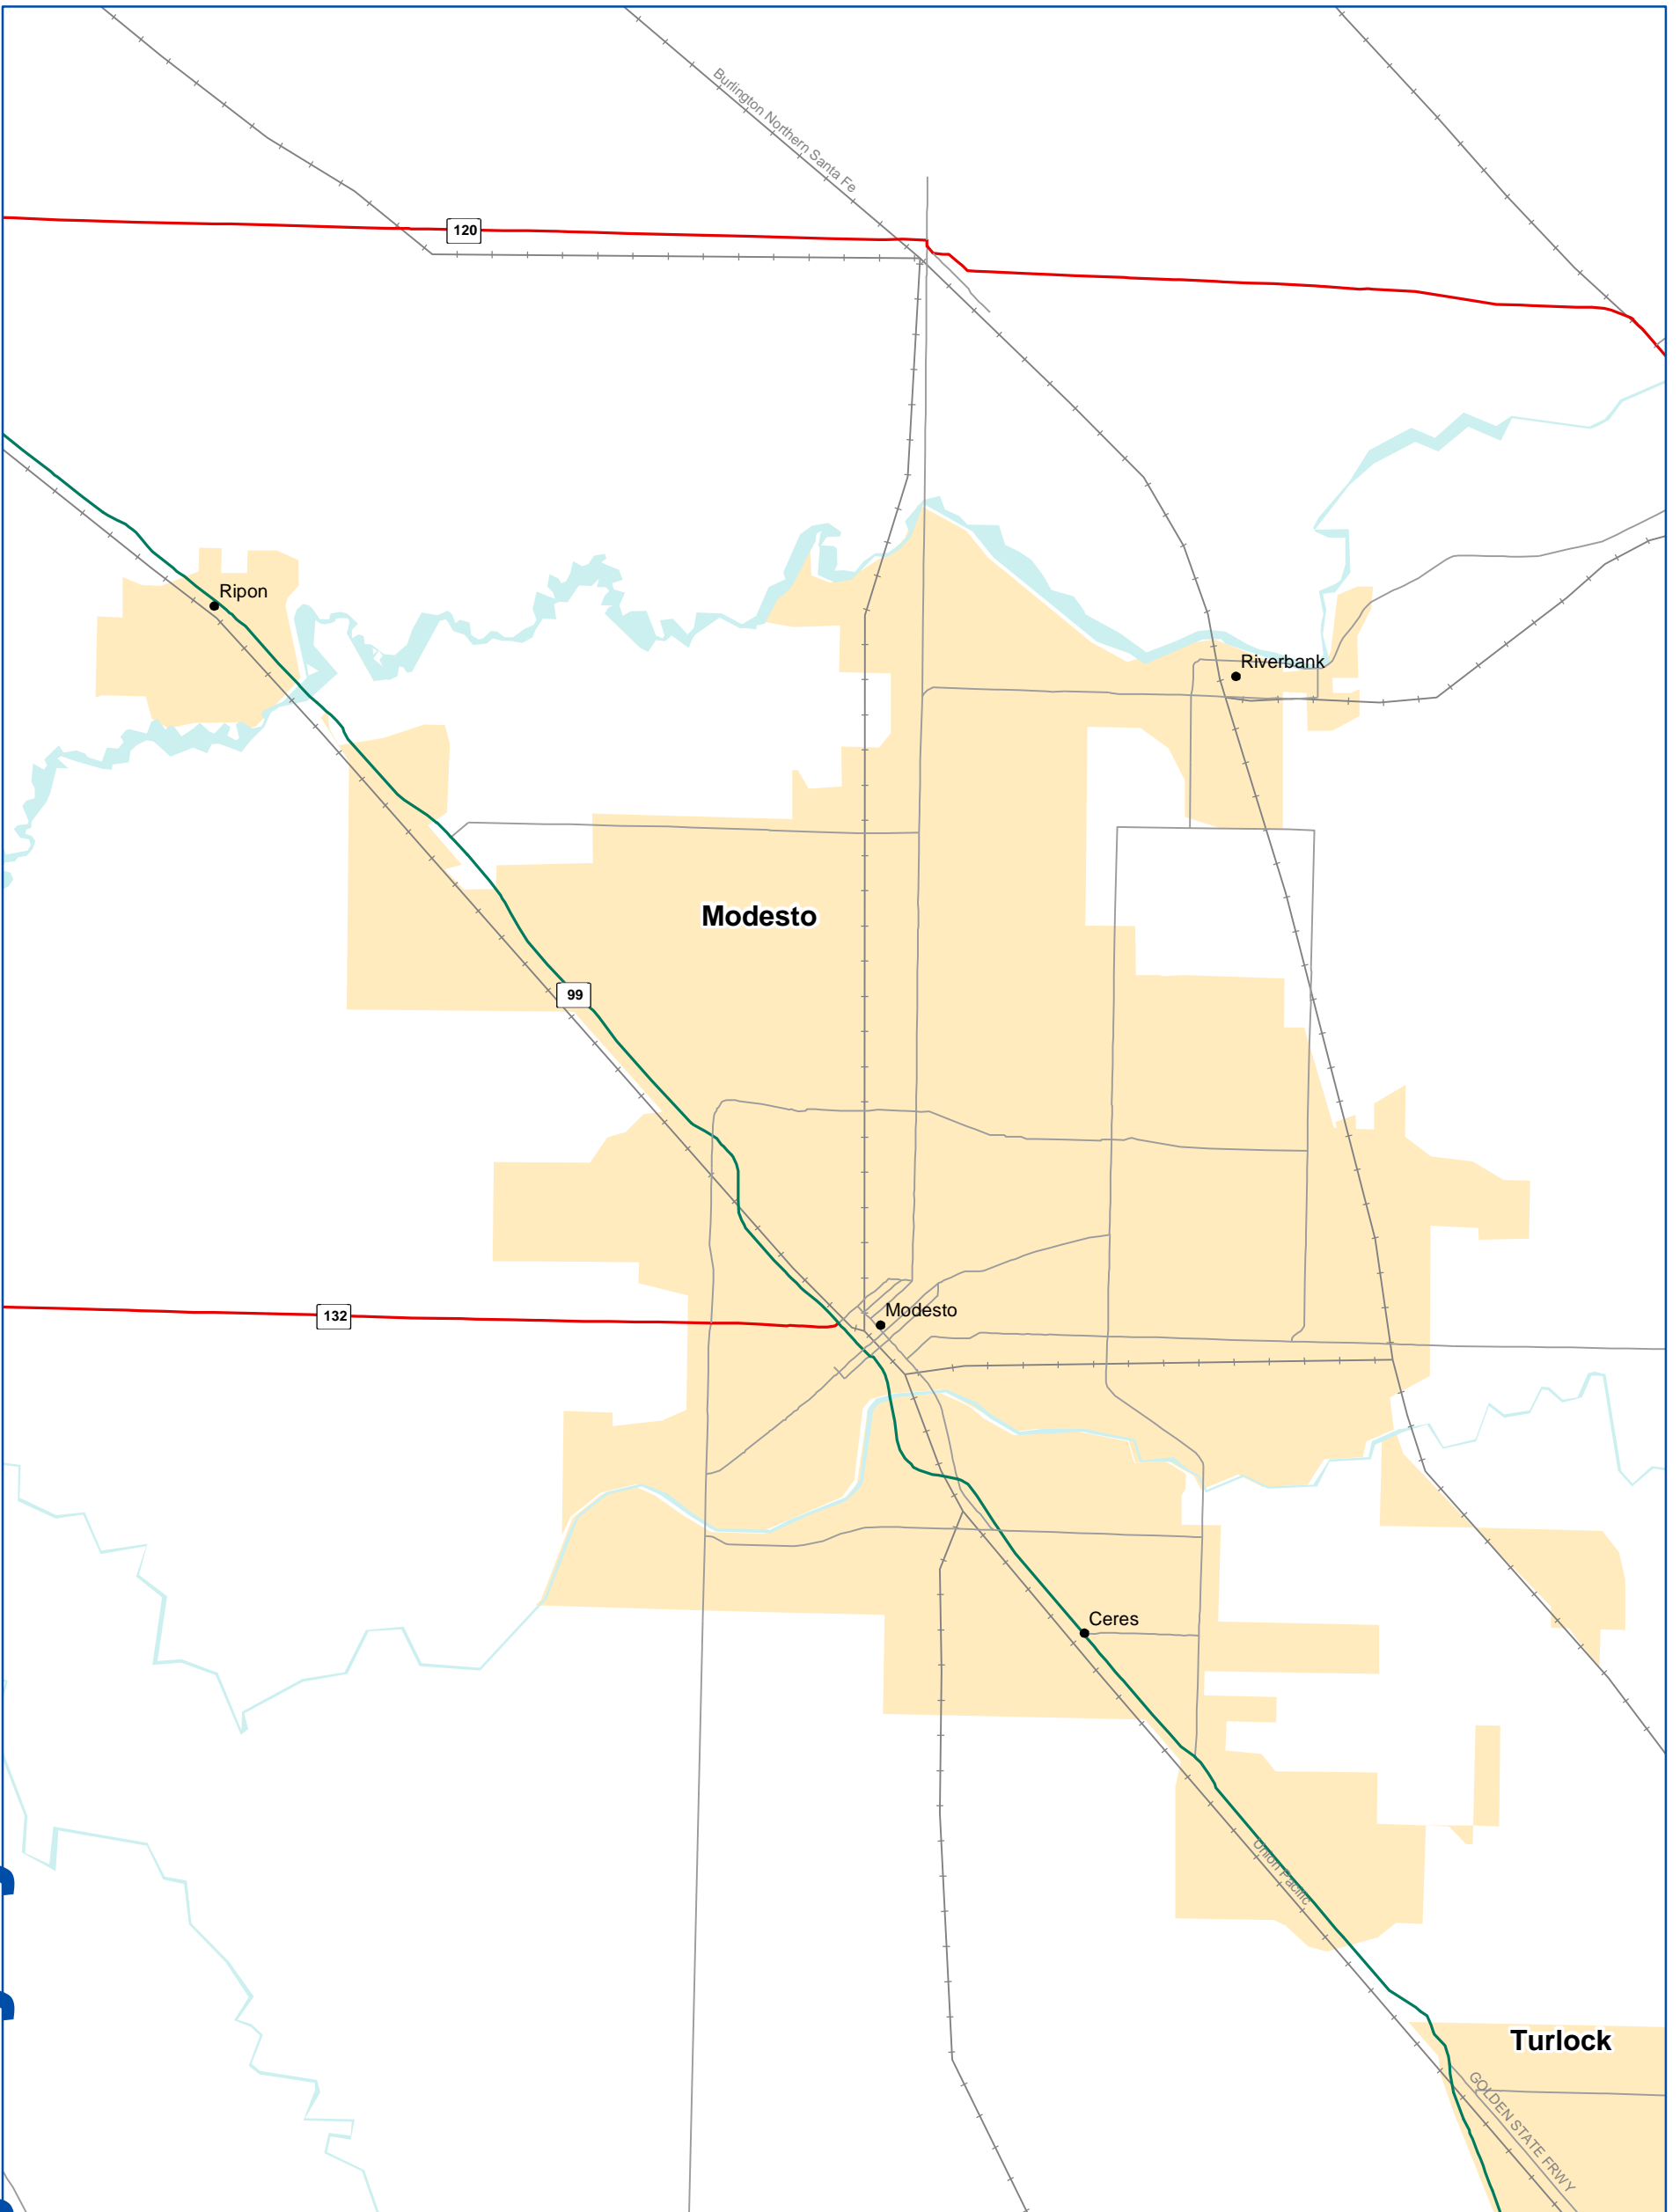 Burlington Northern Santa Fe
120
Ripon
Riverbank
Modesto
99
132
Modesto
Ceres
Union Pacific
Turlock
GOLDEN STATE FRWY